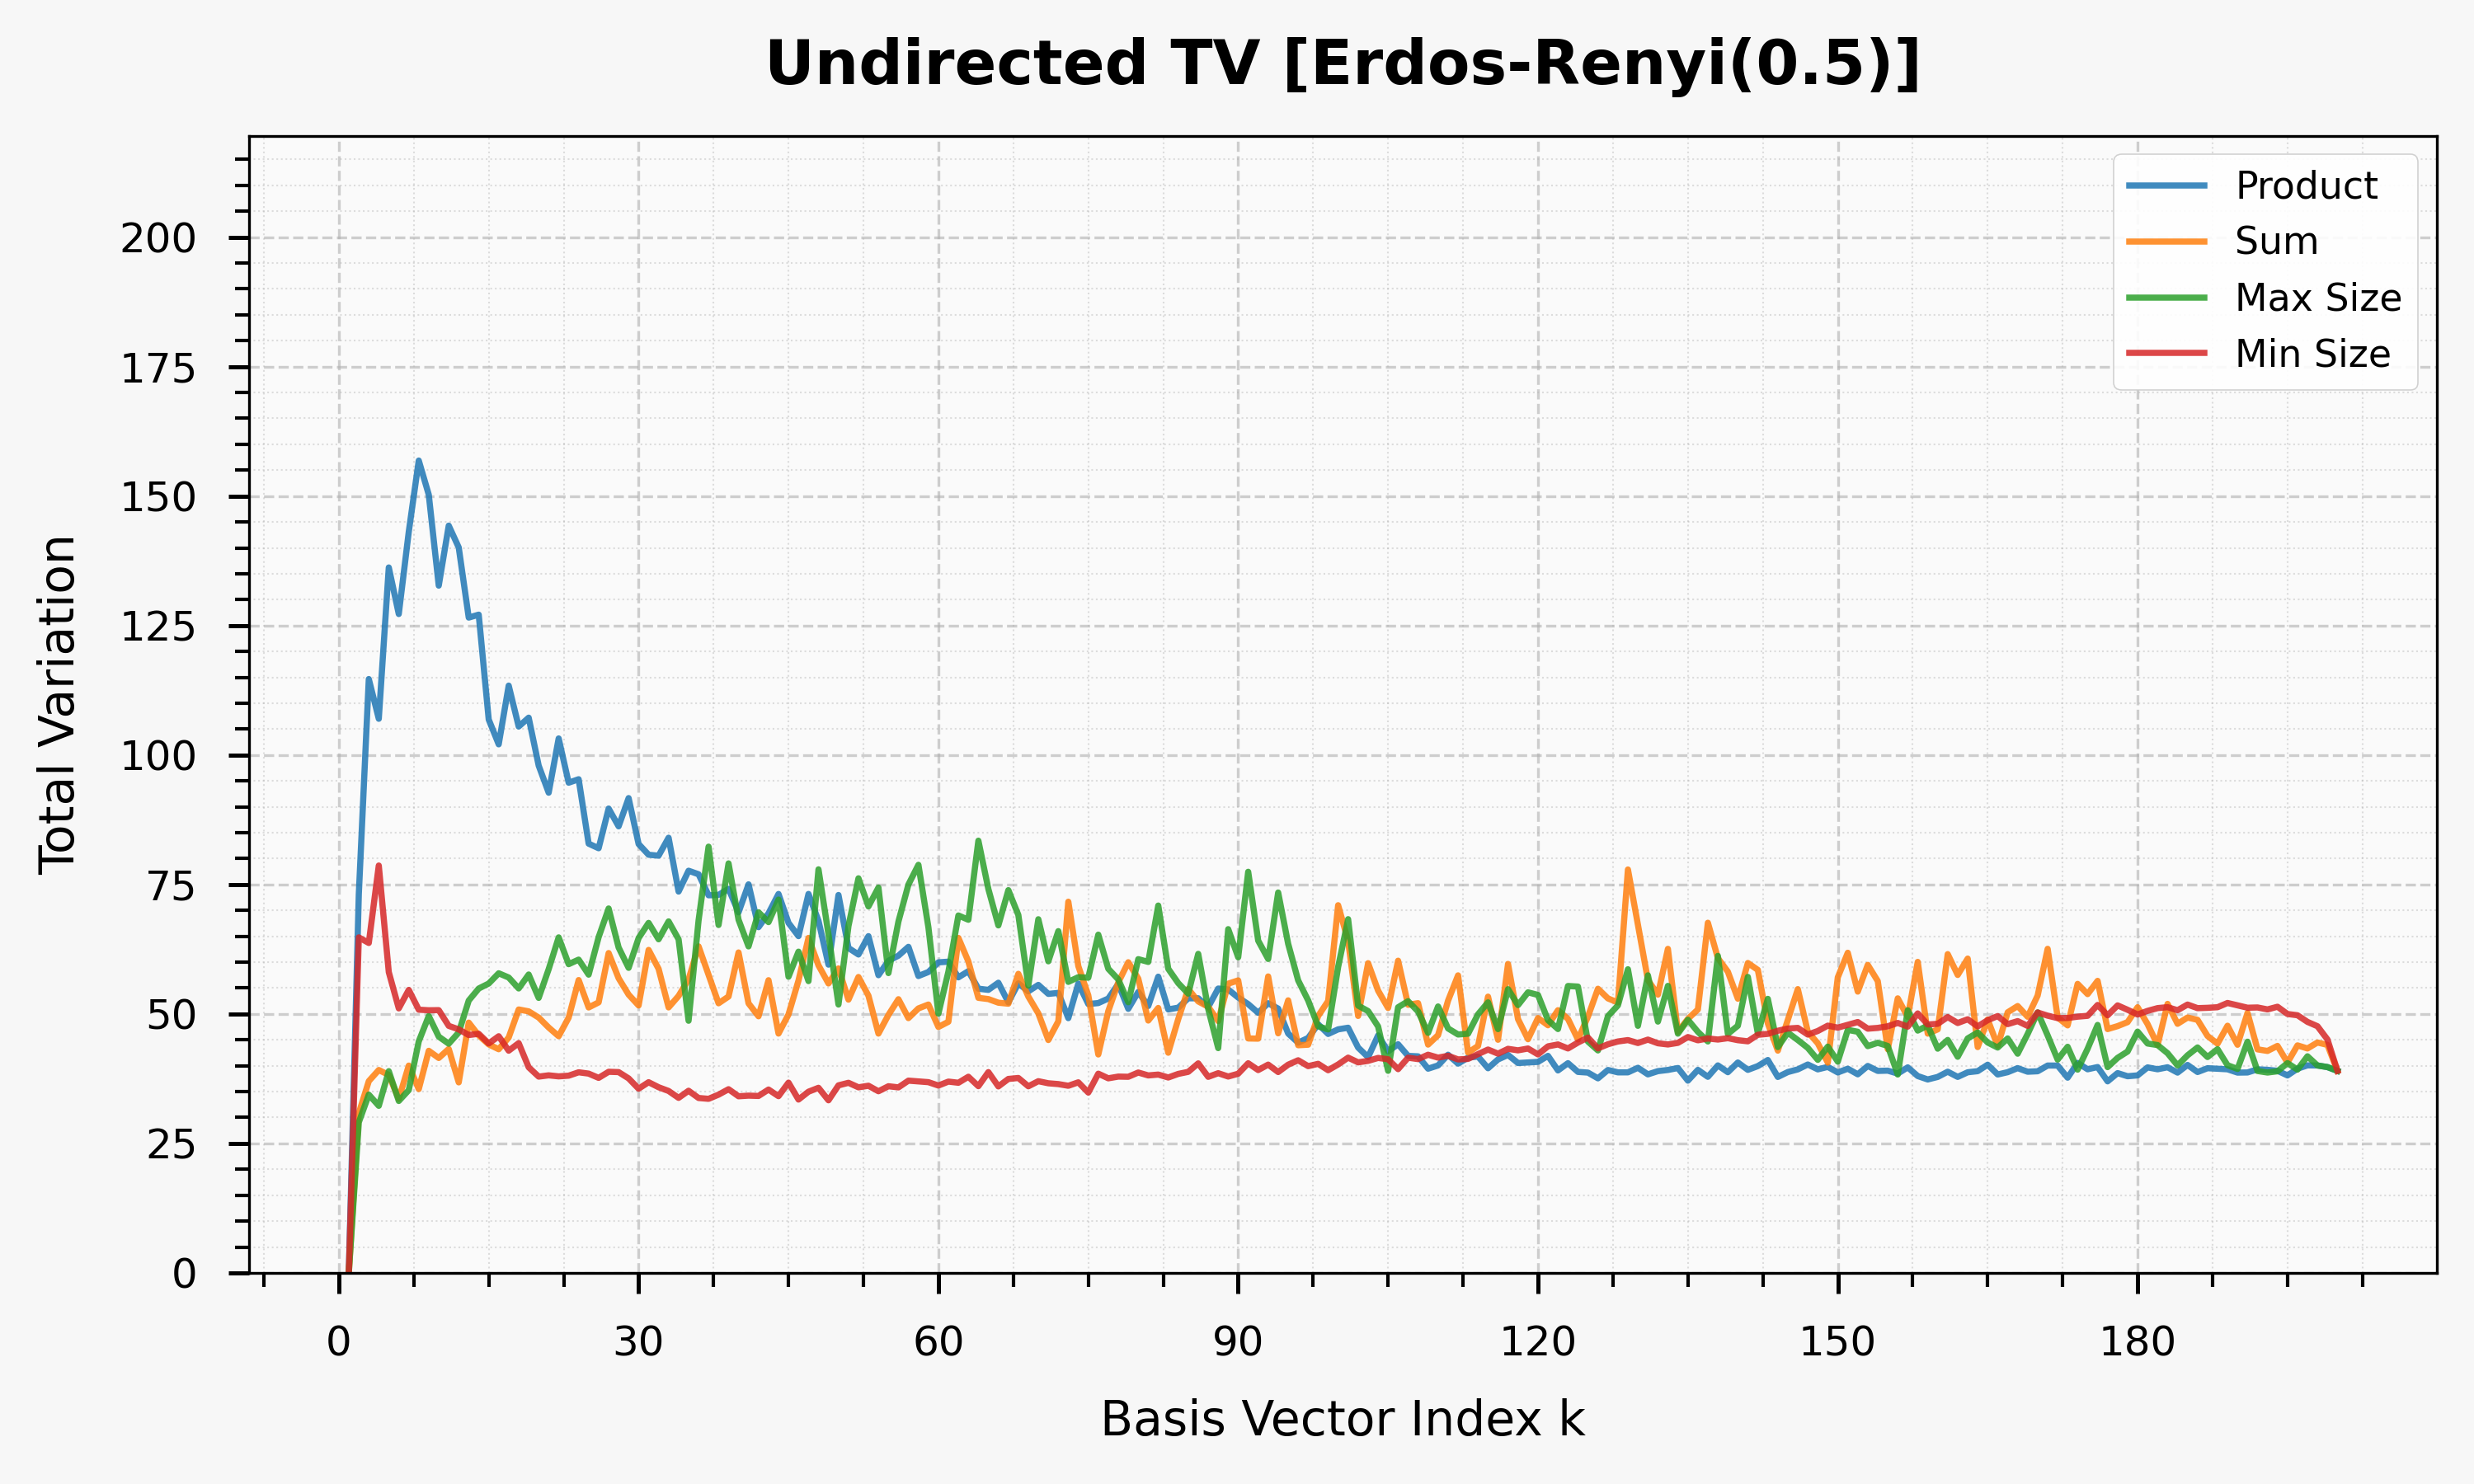 Undirected TV [Erdos-Renyi(0.5)]
Product
Sum
Max Size
Min Size
200
175
150
125
100
75
50
25
0
Total Variation
0 30 60 90 120 150 180
Basis Vector Index k